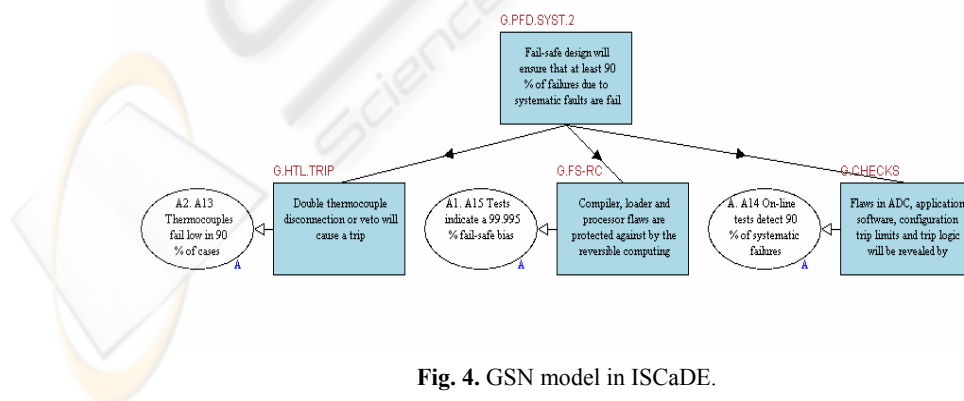 G.PFD.SYST.2
Fail-safe design will
ensure that at least 90
% of failures due to
systematic faults are fail
G.HTL.TRIP
G.FS-RC
G.CHECKS
A2. A13
Thermocouples
fail low in 90
% of cases
A
Double thermocouple
disconnection or veto will
cause a trip
A1. A15 Tests
indicate a 99.995
% fail-safe bias
A
Compiler, loader and
processor flaws are
protected against by the
reversible computing
A. A14 On-line
tests detect 90
% of systematic
failures
A
Flaws in ADC, application
software, configuration
trip limits and trip logic
will be revealed by
Science
Fig. 4. GSN model in ISCaDE.